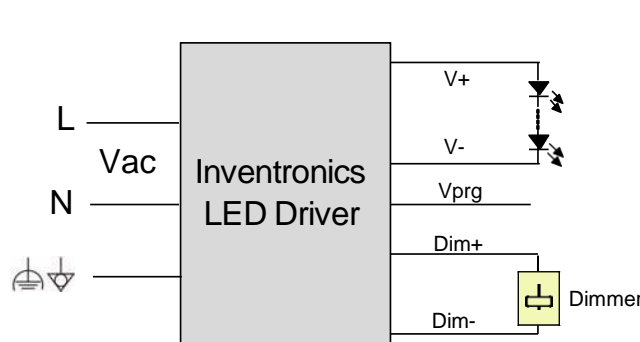 L
Vac
N
Inventronics
LED Driver
V+
V-
Vprg
Dim+
Dim-
Dimmer